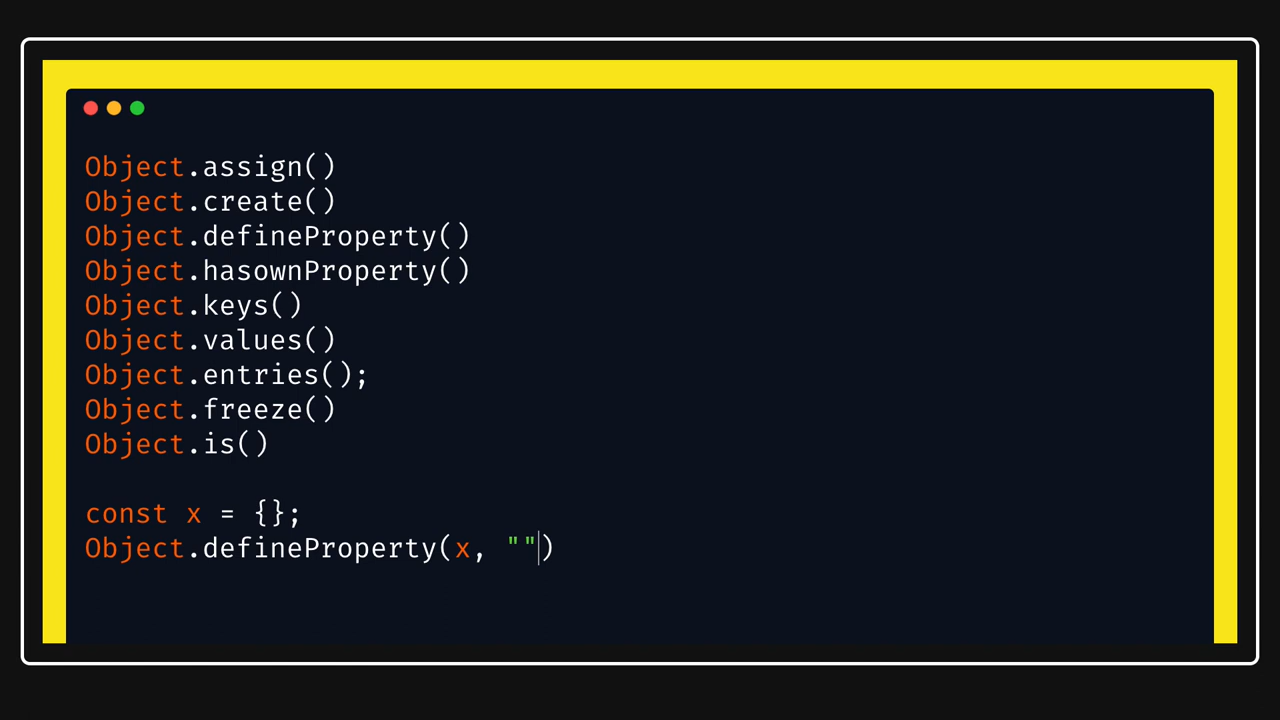 Object.assign()
Object.create()
Object.defineProperty()
Object.hasownProperty()
Object.keys()
Object.values()
Object.entries();
Object.freeze()
Object.is()
const x = {};
Object.defineProperty(x, "")